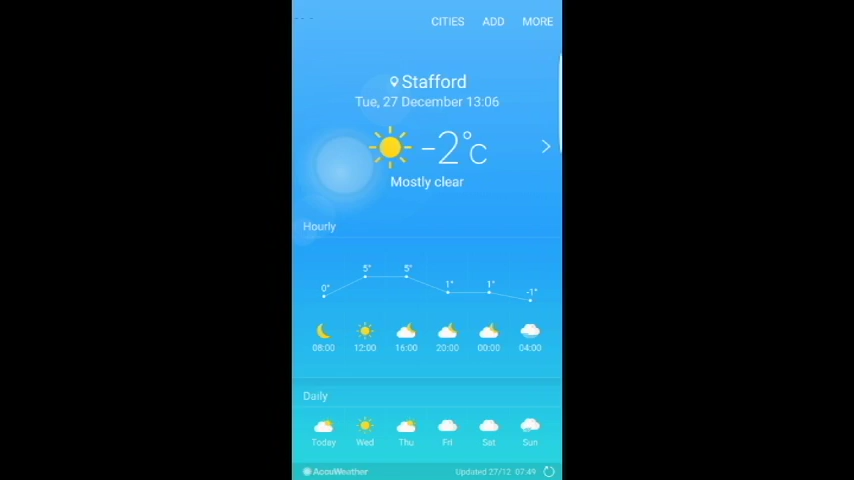 CITIES ADD MORE
Stafford
Tue, 27 December 13:06
-2°C
Mostly clear
Hourly
0° 5° 5° 1° 1° -1°
08:00 12:00 16:00 20:00 00:00 04:00
Daily
Today Wed Thu Fri Sat Sun
AccuWeather Updated 27/12 07:49